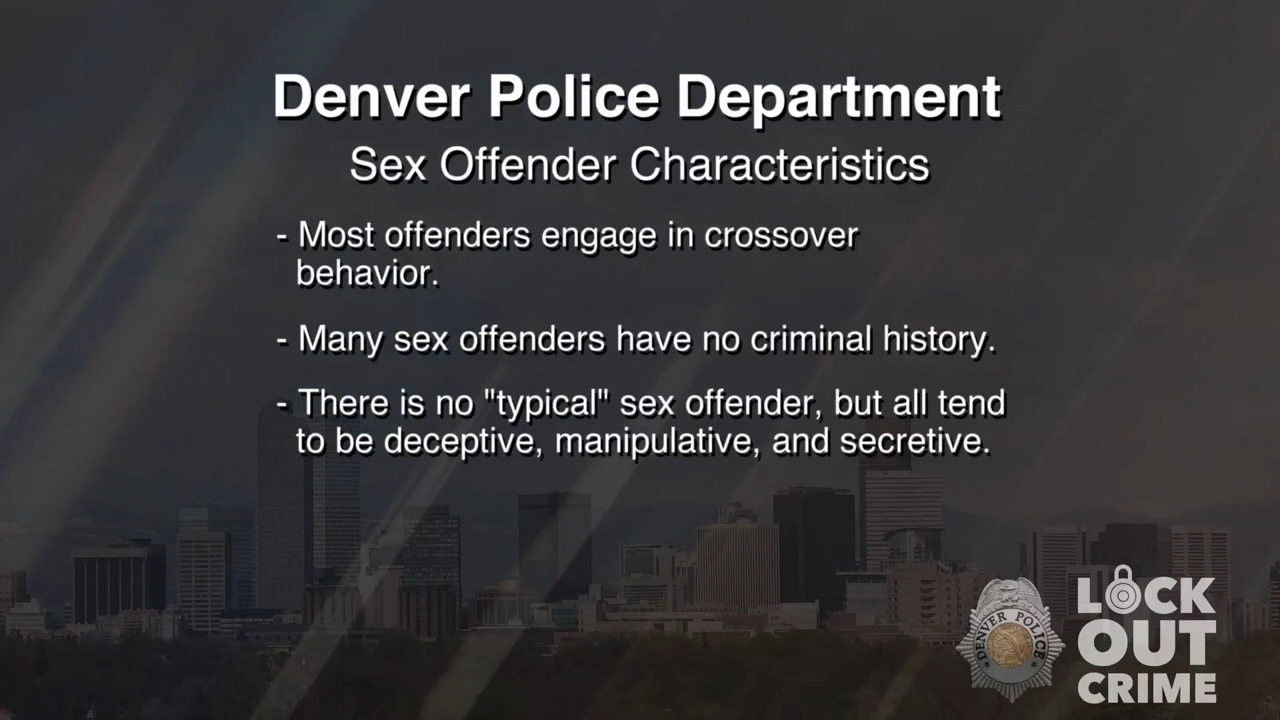 Denver Police Department
Sex Offender Characteristics
- Most offenders engage in crossover
behavior.
- Many sex offenders have no criminal history.
- There is no "typical" sex offender, but all tend
to be deceptive, manipulative, and secretive.
DENVER POLICE
LOCK
OUT
CRIME